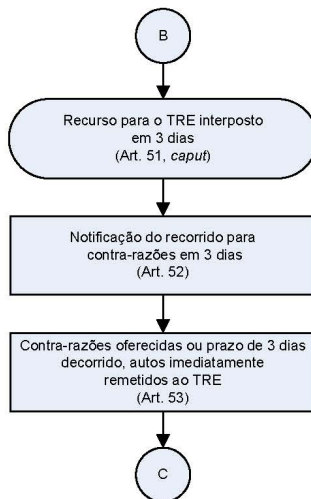 B
Recurso para o TRE interposto
em 3 dias
(Art. 51, caput)
Notificação do recorrido para
contra-razões em 3 dias
(Art. 52)
Contra-razões oferecidas ou prazo de 3 dias
decorrido, autos imediatamente
remetidos ao TRE
(Art. 53)
C